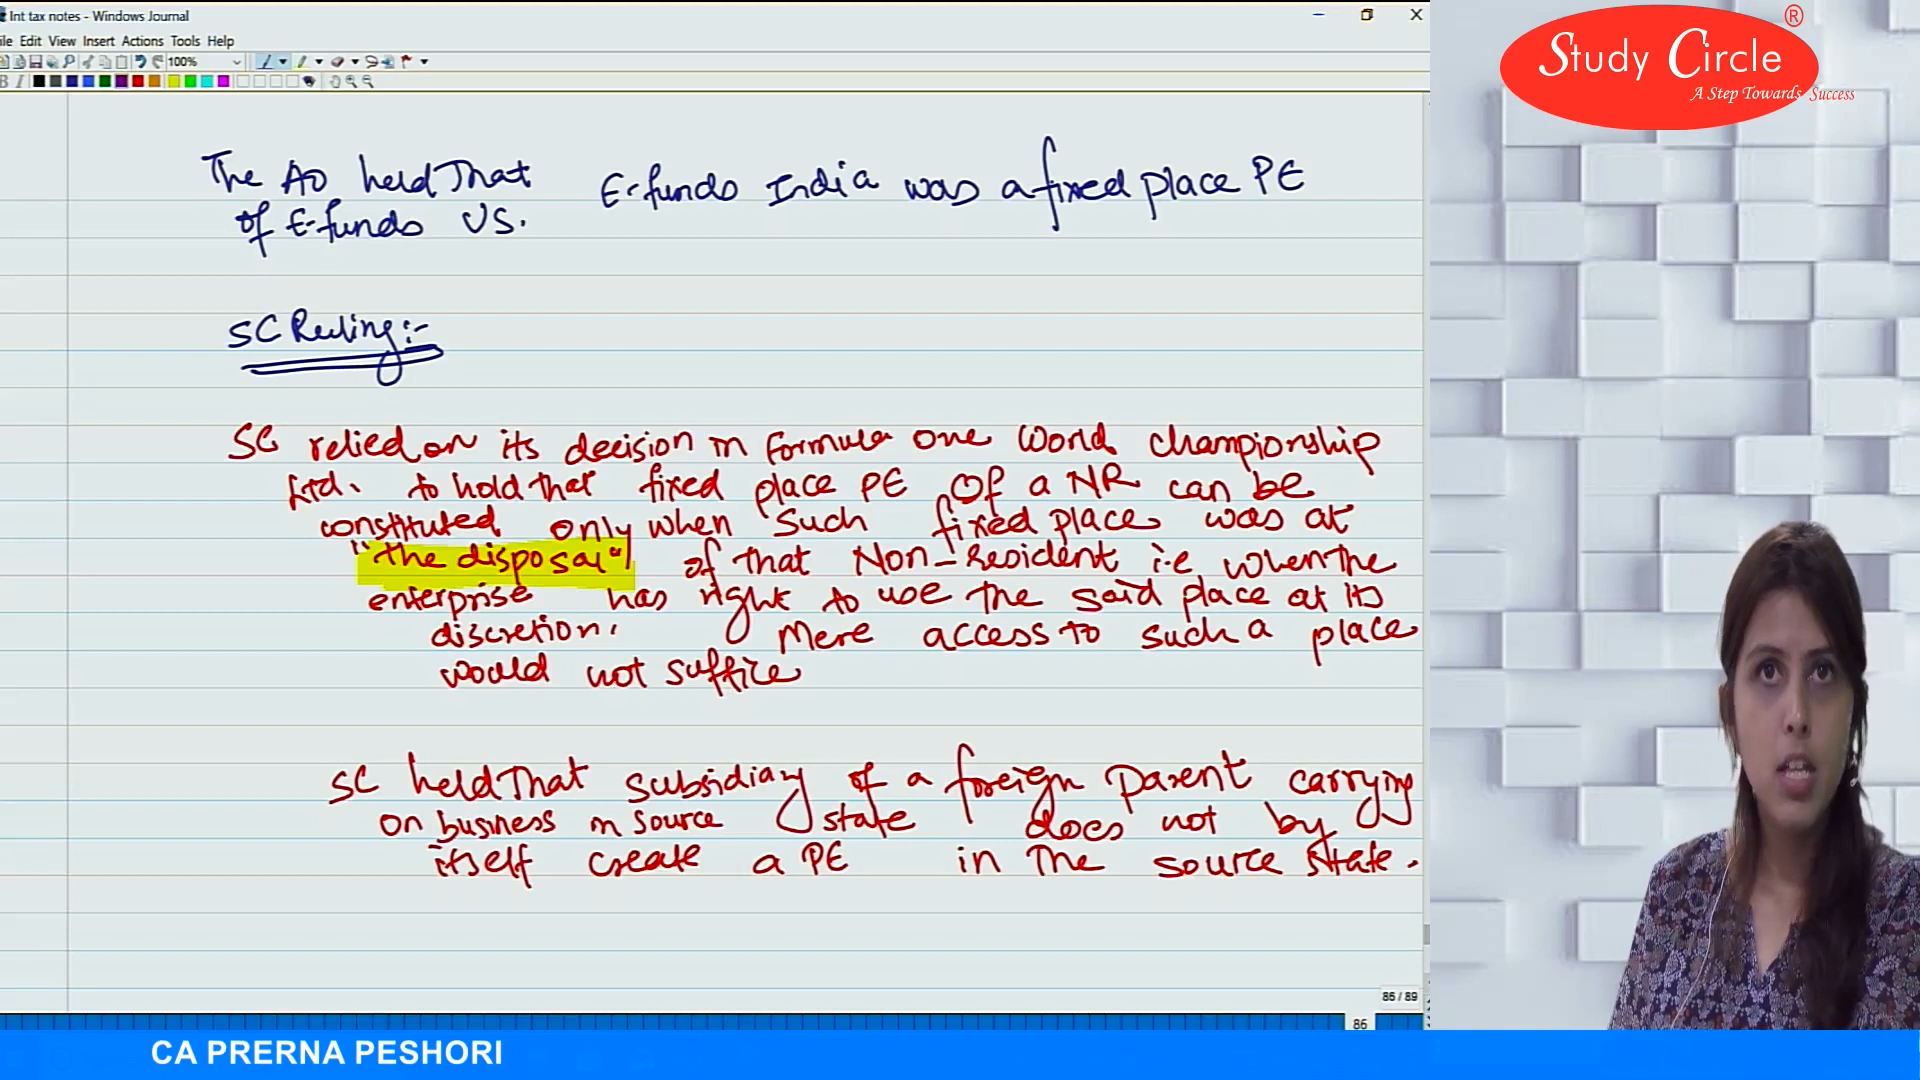 Int tax notes - Windows Journal
ile Edit View Insert Actions Tools Help
100%
B I
The AO held That E-funds India was a fixed place PE
of E-funds US.
SC Ruling:-
SC relied on its decision in Formula One World Championship
Ltd. to hold that fixed place PE of a NR can be
constituted only when such fixed place was at
"the disposal" of that Non-resident i.e when the
enterprise has right to use the said place at its
discretion. Mere access to such a place
would not suffice
SC held That subsidiary of a foreign Parent carrying
on business in source state does not by
itself create a PE in the source state.
86 / 89
86
CA PRERNA PESHORI
®
Study Circle
A Step Towards Success